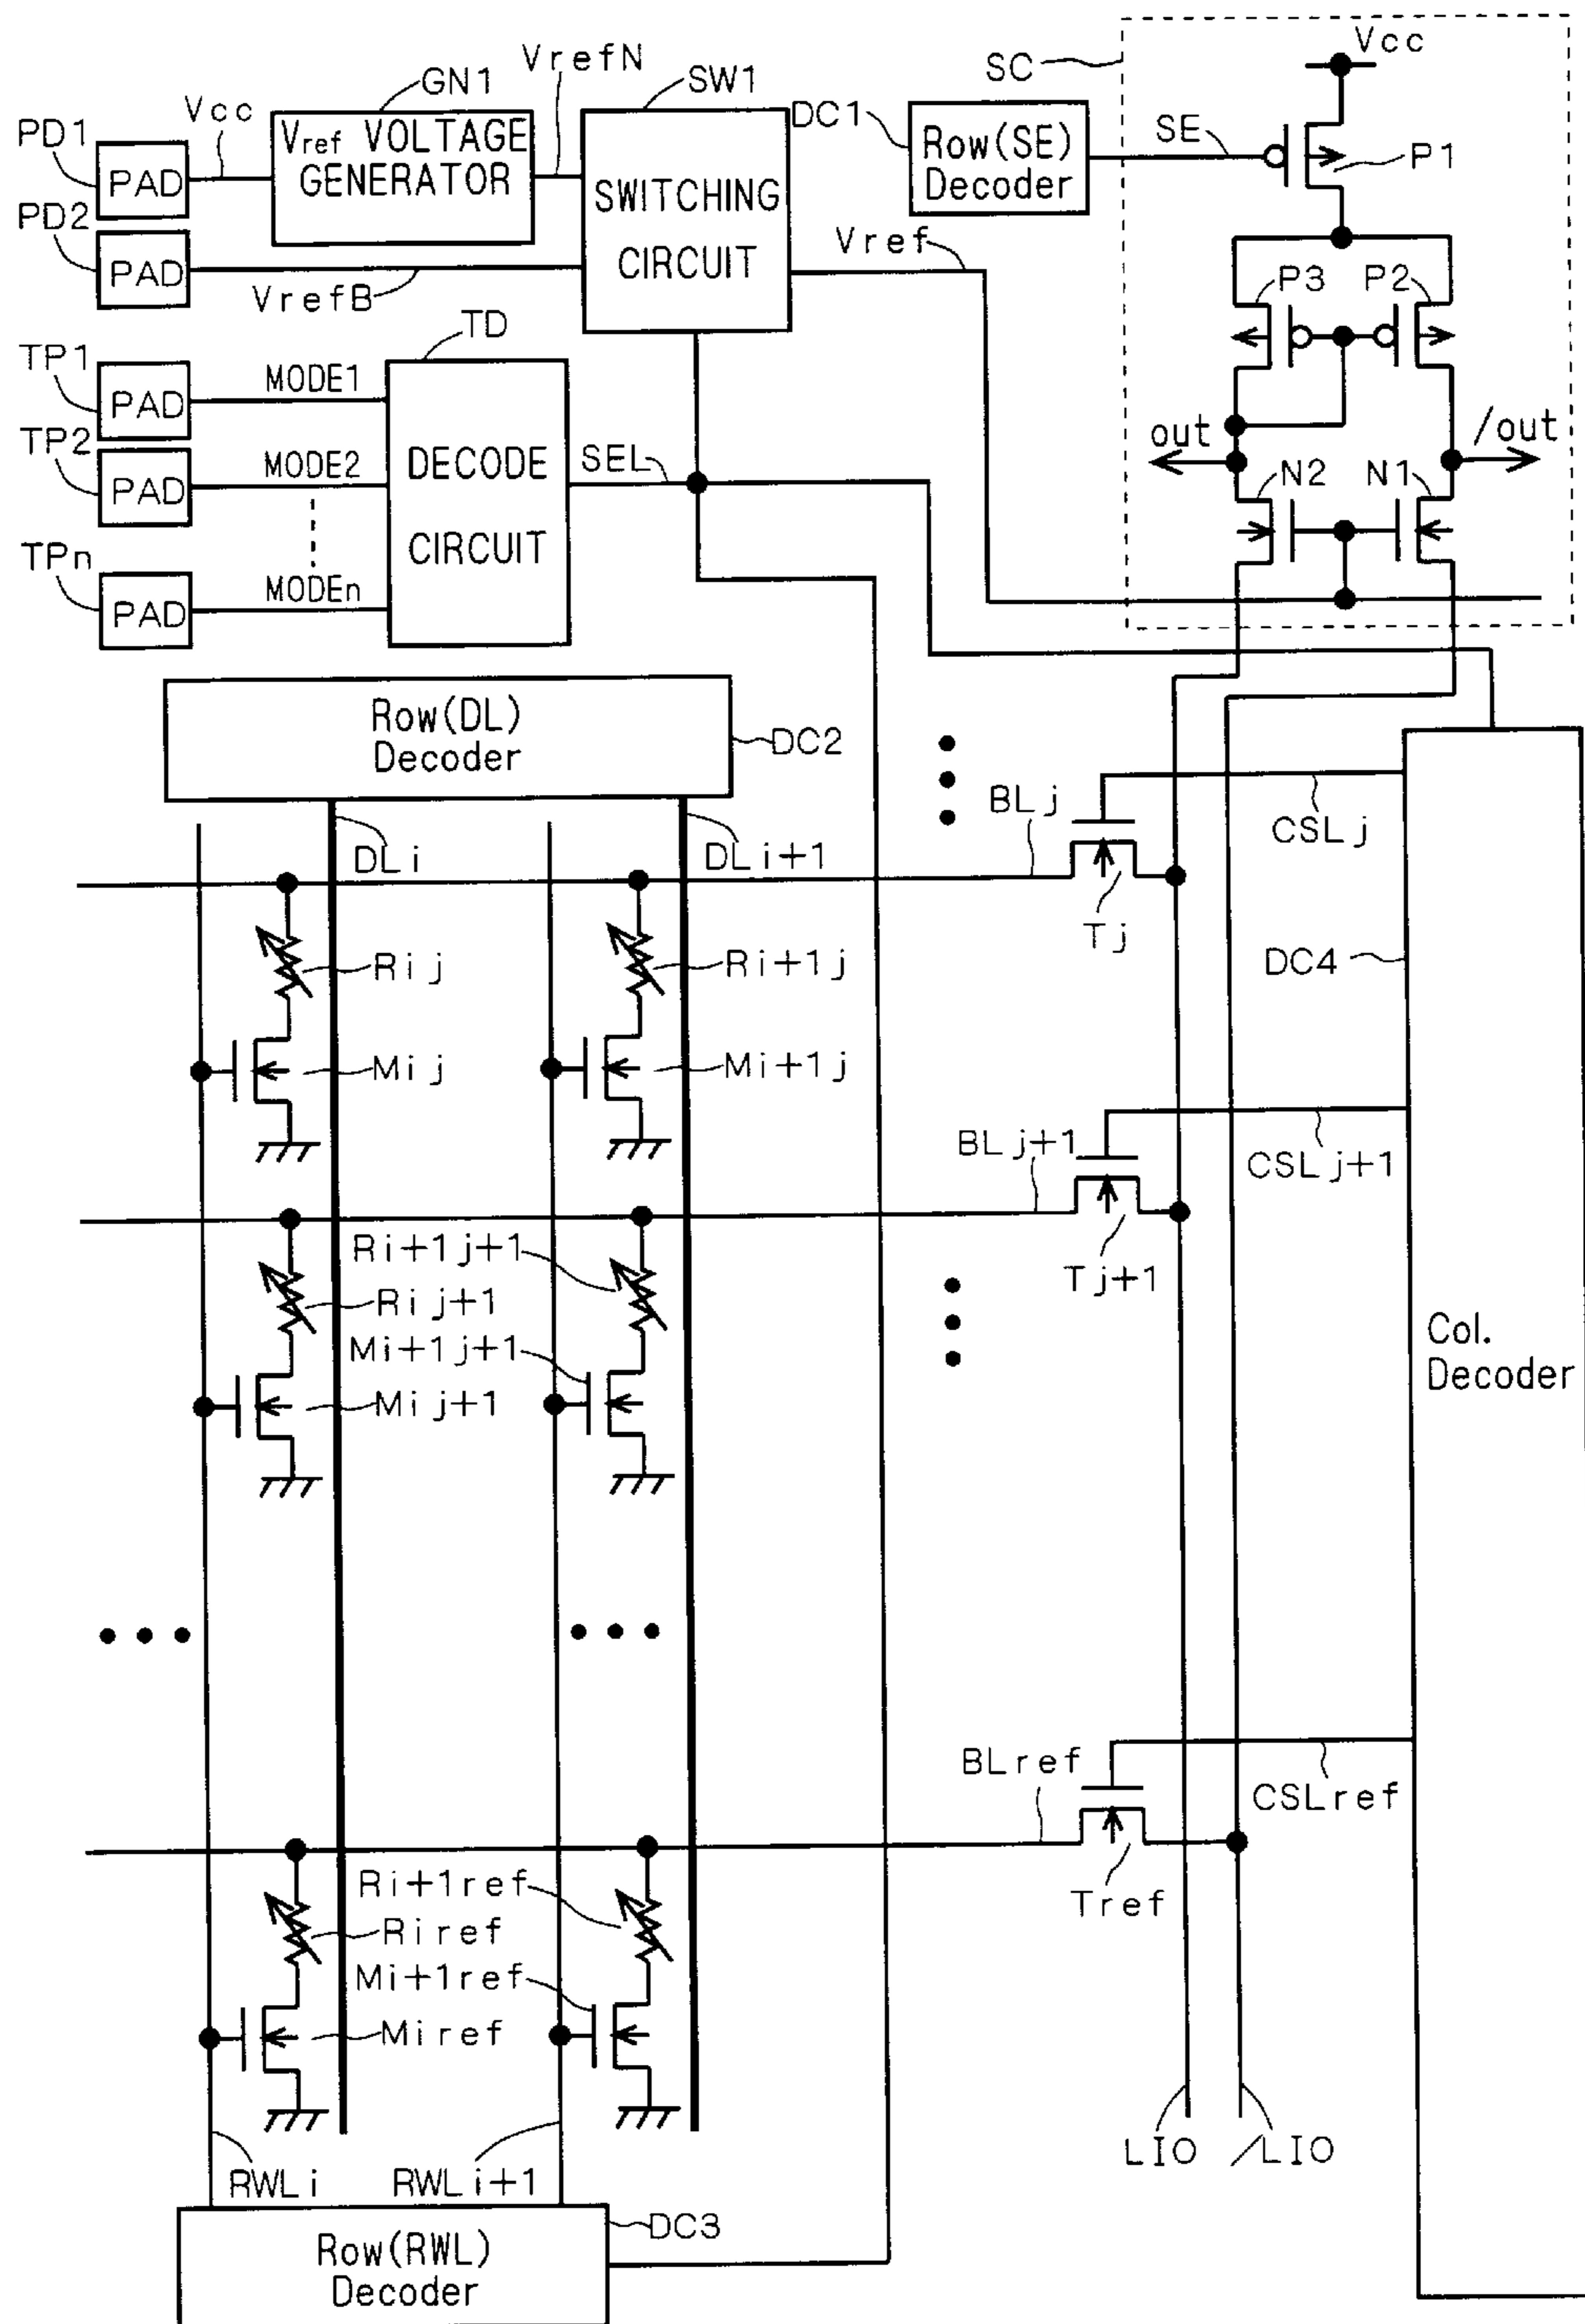 Vcc
SC
VrefN
GN1
SW1
Vcc
DC1
PD1
PAD
Vref VOLTAGE
GENERATOR
SWITCHING
CIRCUIT
Row(SE)
Decoder
SE
P1
PD2
PAD
VrefB
Vref
P3
P2
TD
TP1
PAD
MODE1
out
/out
TP2
PAD
MODE2
DECODE
CIRCUIT
SEL
N2
N1
TPn
PAD
MODEn
Row(DL)
Decoder
DC2
BLj
CSLj
DLi
DLi+1
Tj
Rij
Ri+1j
DC4
Mij
Mi+1j
BLj+1
CSLj+1
Ri+1j+1
Tj+1
Rij+1
Mi+1j+1
Col.
Decoder
Mij+1
BLref
CSLref
Ri+1ref
Tref
Riref
Mi+1ref
Miref
LIO
/LIO
RWLi
RWLi+1
DC3
Row(RWL)
Decoder